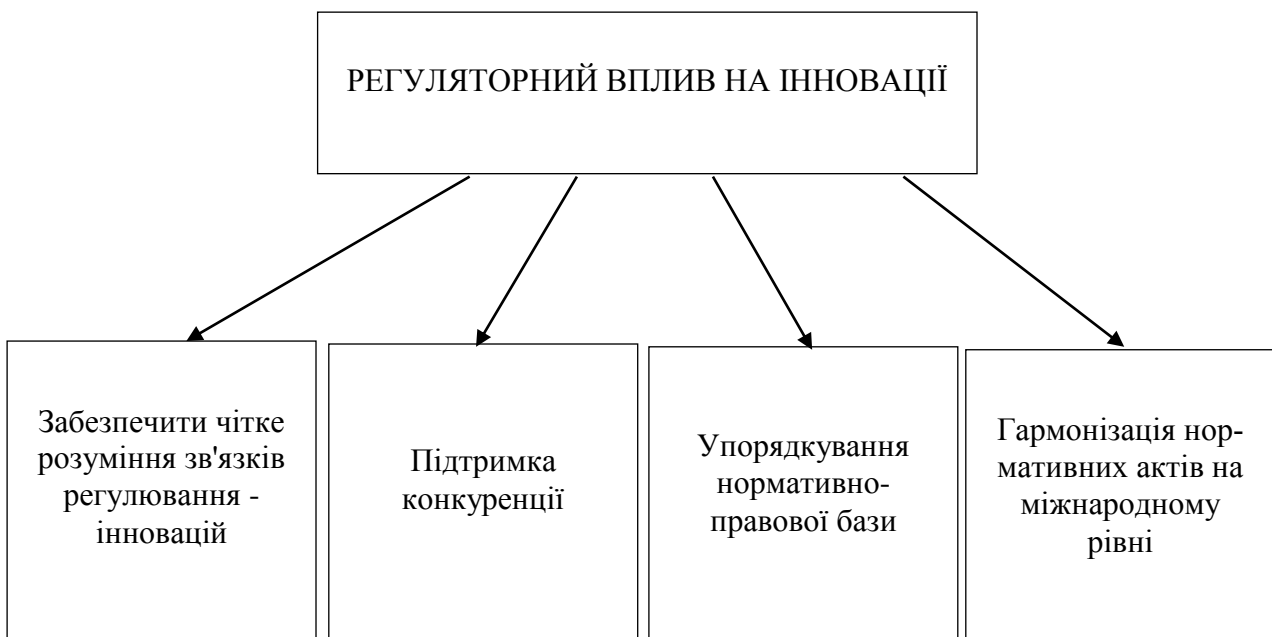 РЕГУЛЯТОРНИЙ ВПЛИВ НА ІННОВАЦІЇ
Забезпечити чітке
розуміння зв'язків
регулювання -
інновацій
Підтримка
конкуренції
Упорядкування
нормативно-
правової бази
Гармонізація нор-
мативних актів на
міжнародному
рівні